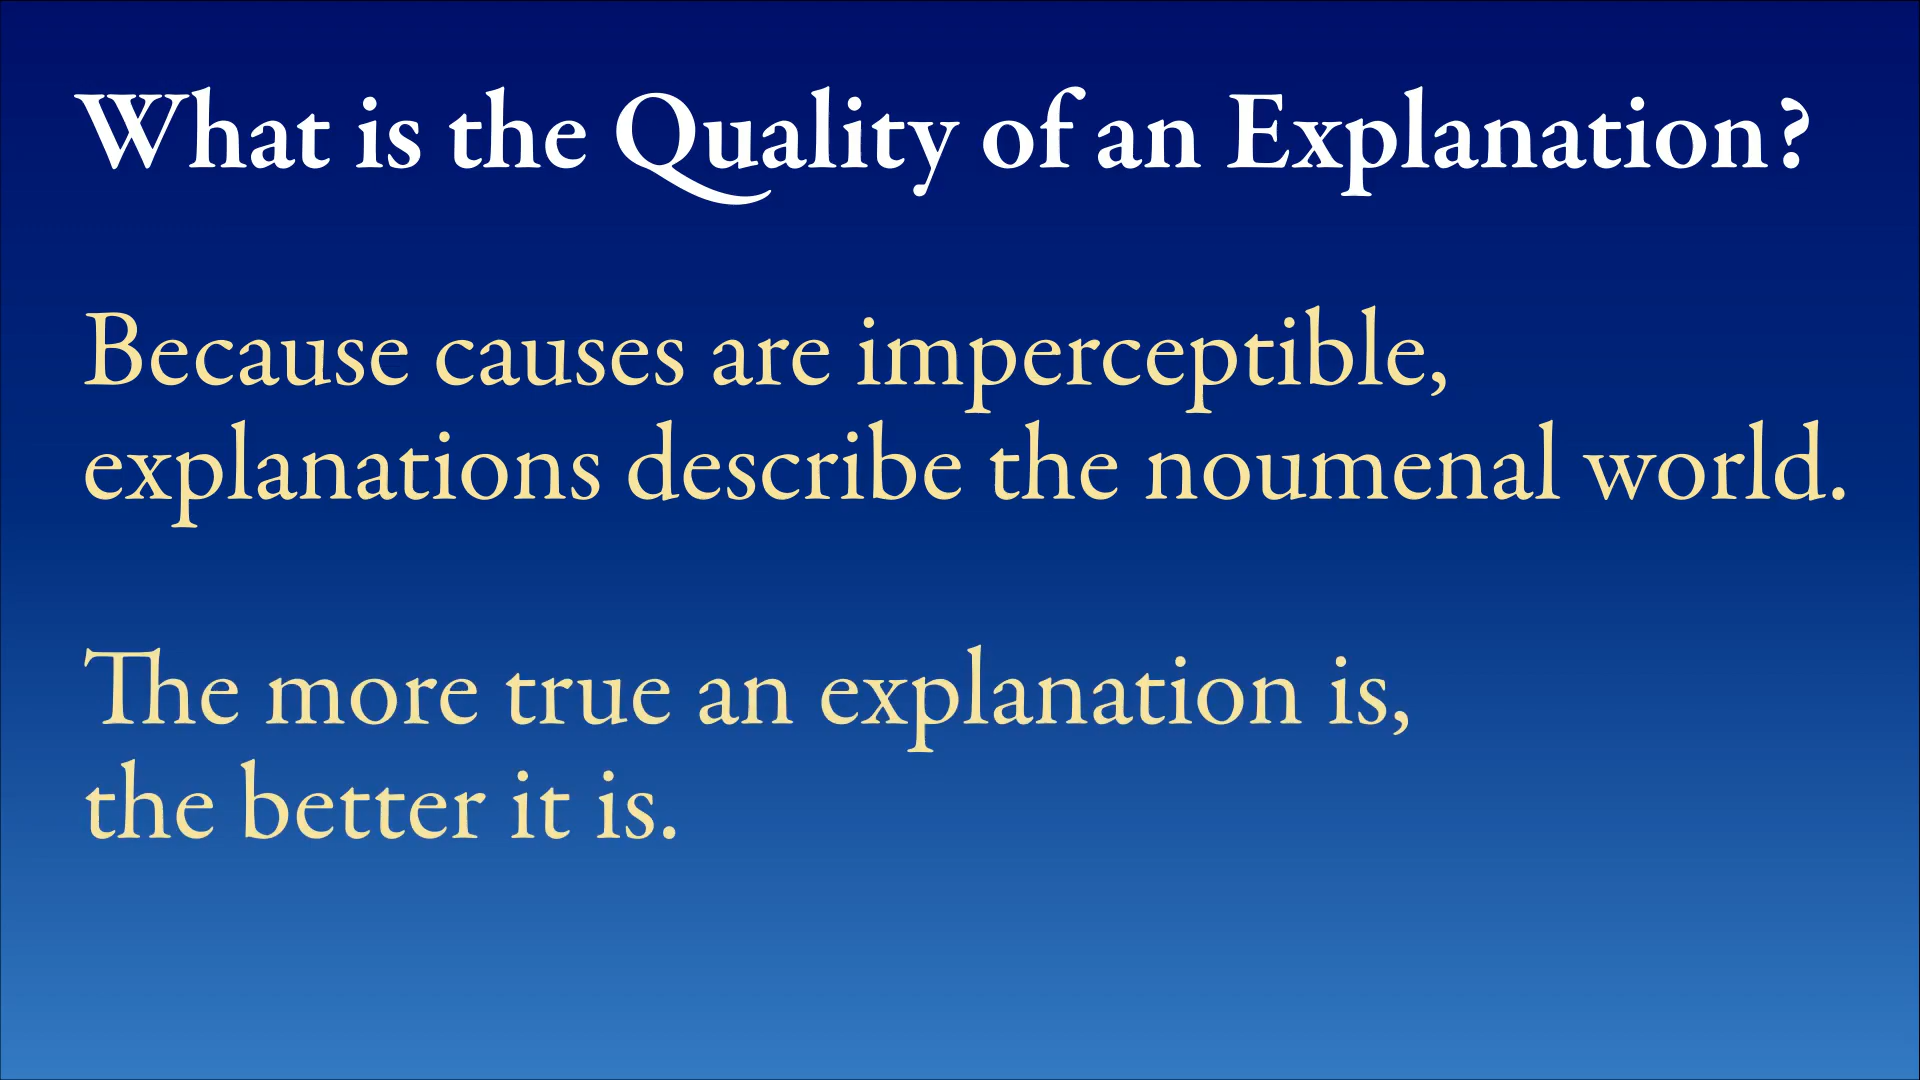 What is the Quality of an Explanation?
Because causes are imperceptible,
explanations describe the noumenal world.
The more true an explanation is,
the better it is.